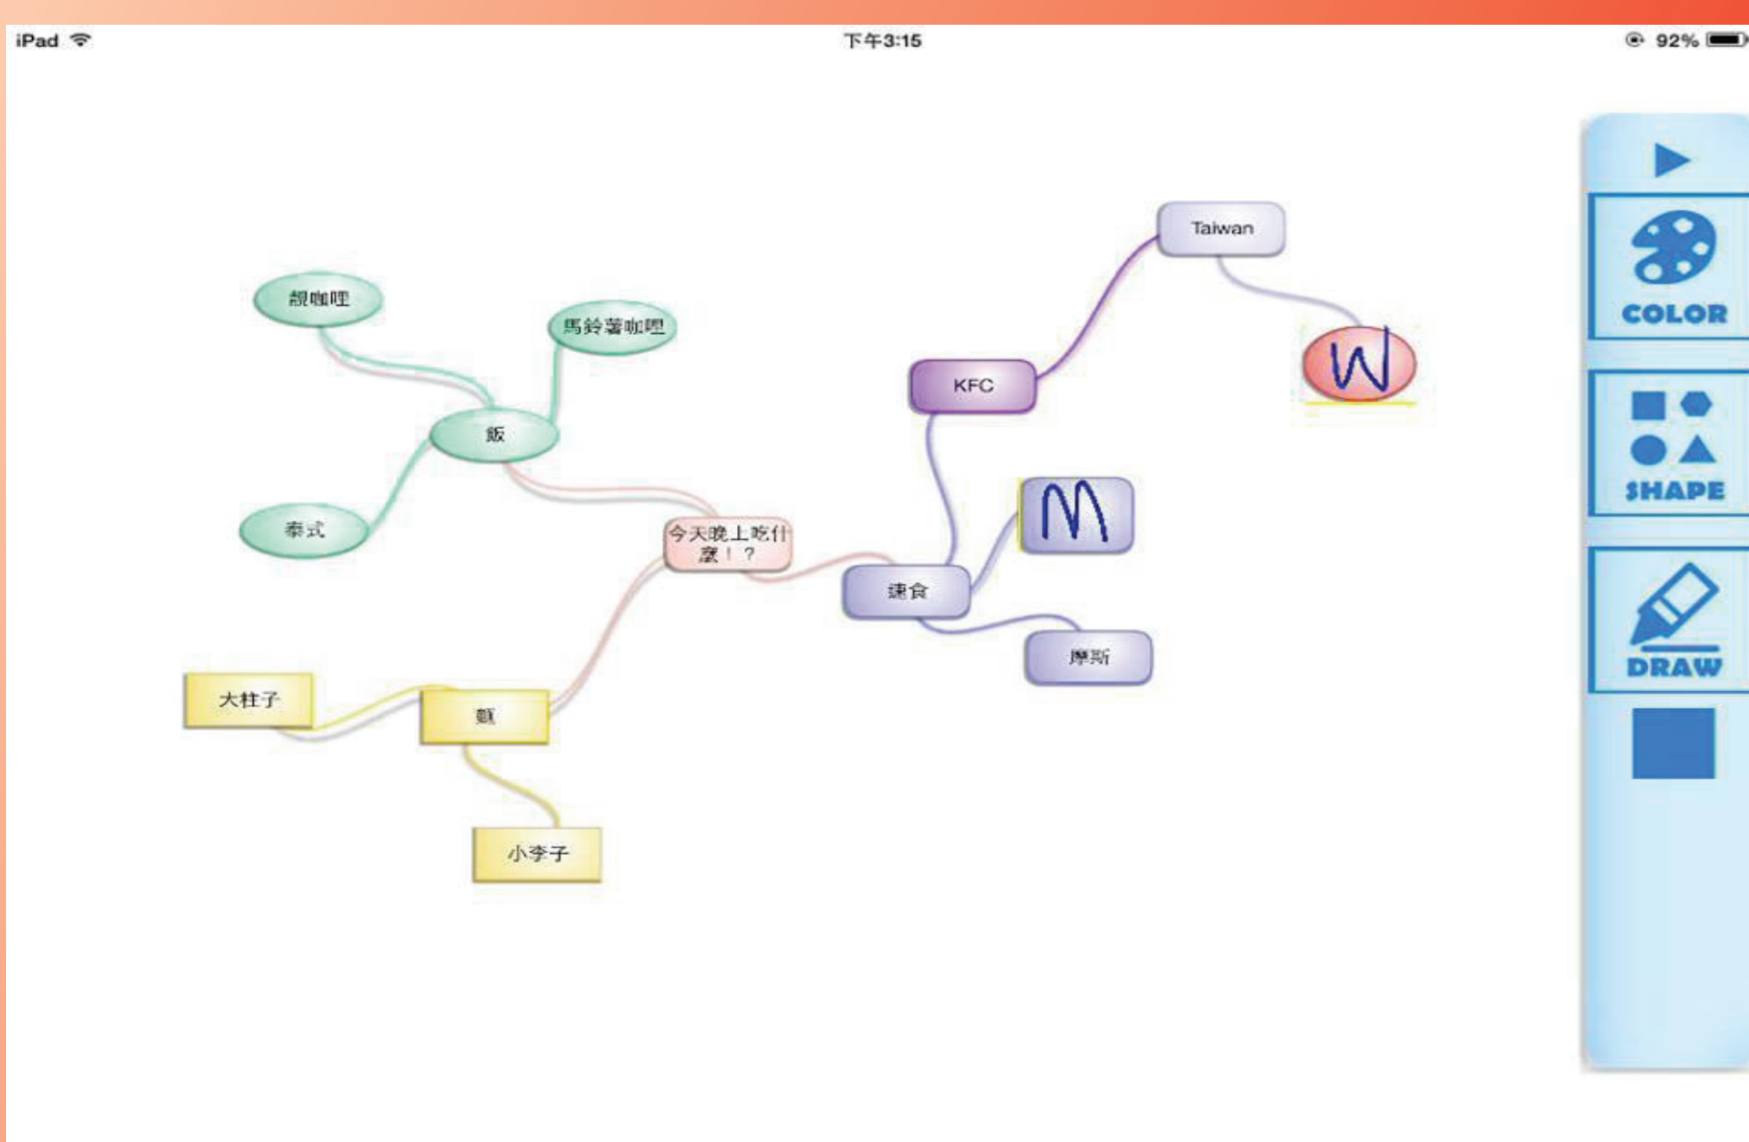 iPad
下午3:15
92%
Taiwan
COLOR
靚咖哩
馬鈴薯咖哩
W
KFC
飯
SHAPE
M
泰式
今天晚上吃什
麼！？
速食
摩斯
DRAW
大柱子
小李子